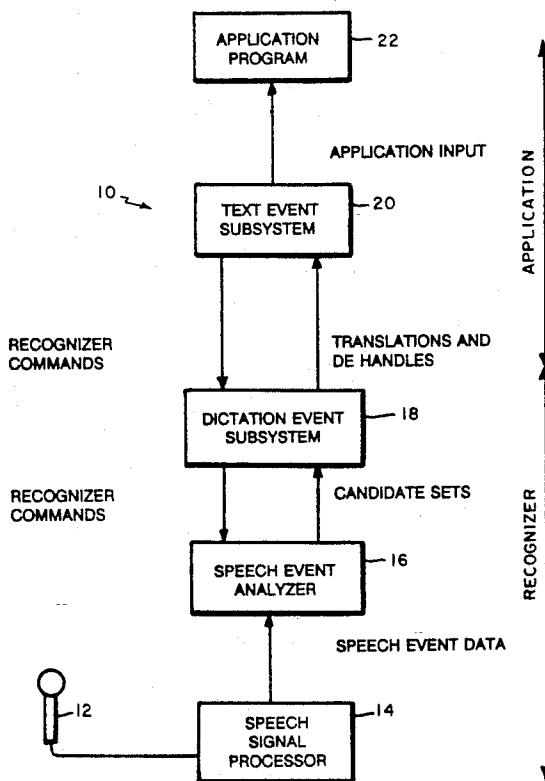 APPLICATION
PROGRAM
22
APPLICATION INPUT
10
TEXT EVENT
SUBSYSTEM
20
APPLICATION
RECOGNIZER
COMMANDS
TRANSLATIONS AND
DE HANDLES
DICTATION EVENT
SUBSYSTEM
18
RECOGNIZER
COMMANDS
CANDIDATE SETS
RECOGNIZER
SPEECH EVENT
ANALYZER
16
SPEECH EVENT DATA
12
SPEECH
SIGNAL
PROCESSOR
14